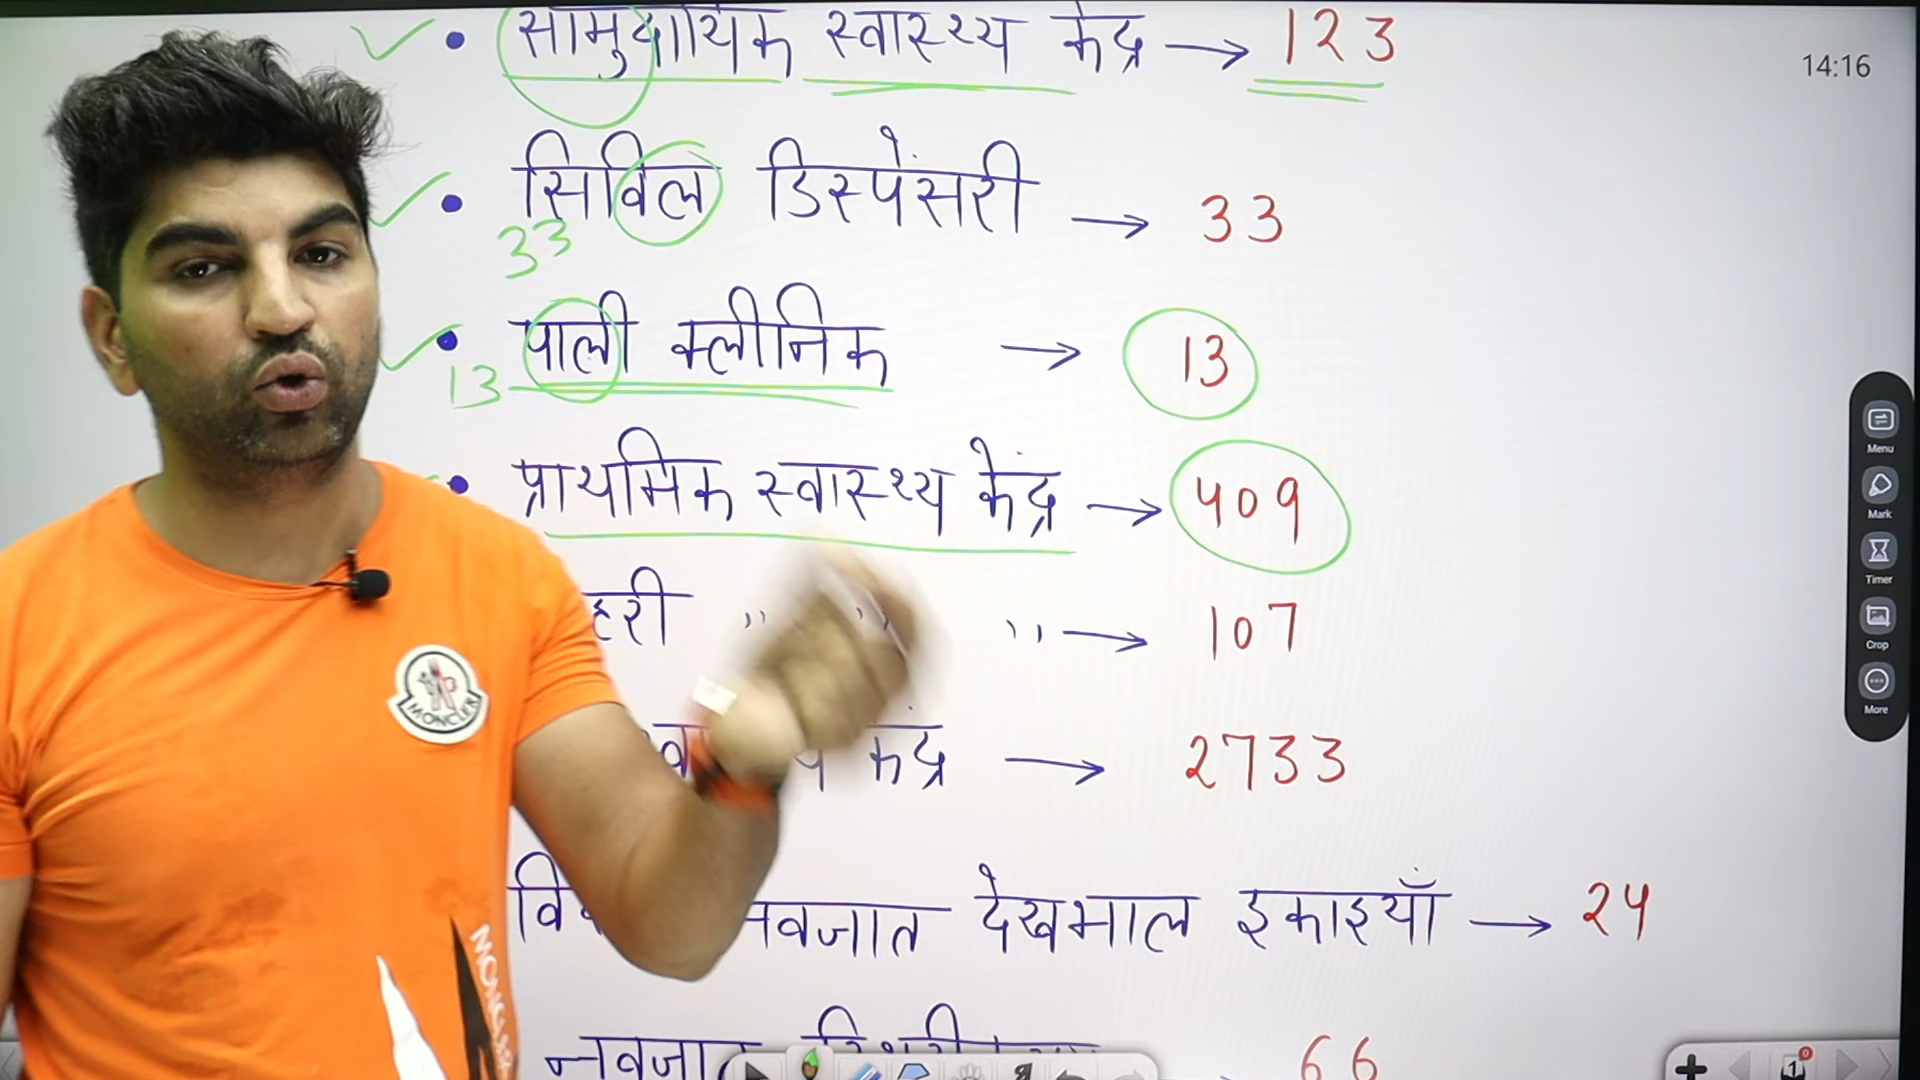 • सामुदायिक स्वास्थ्य केंद्र → 123
14:16
• सिविल डिस्पेंसरी → 33
33
• पाली क्लीनिक → 13
13
• प्राथमिक स्वास्थ्य केंद्र → 409
" " " → 107
केंद्र → 2733
नवजात देखभाल इकाइयाँ → 24
66
Menu
Mark
Timer
Crop
More
MONCLER
1